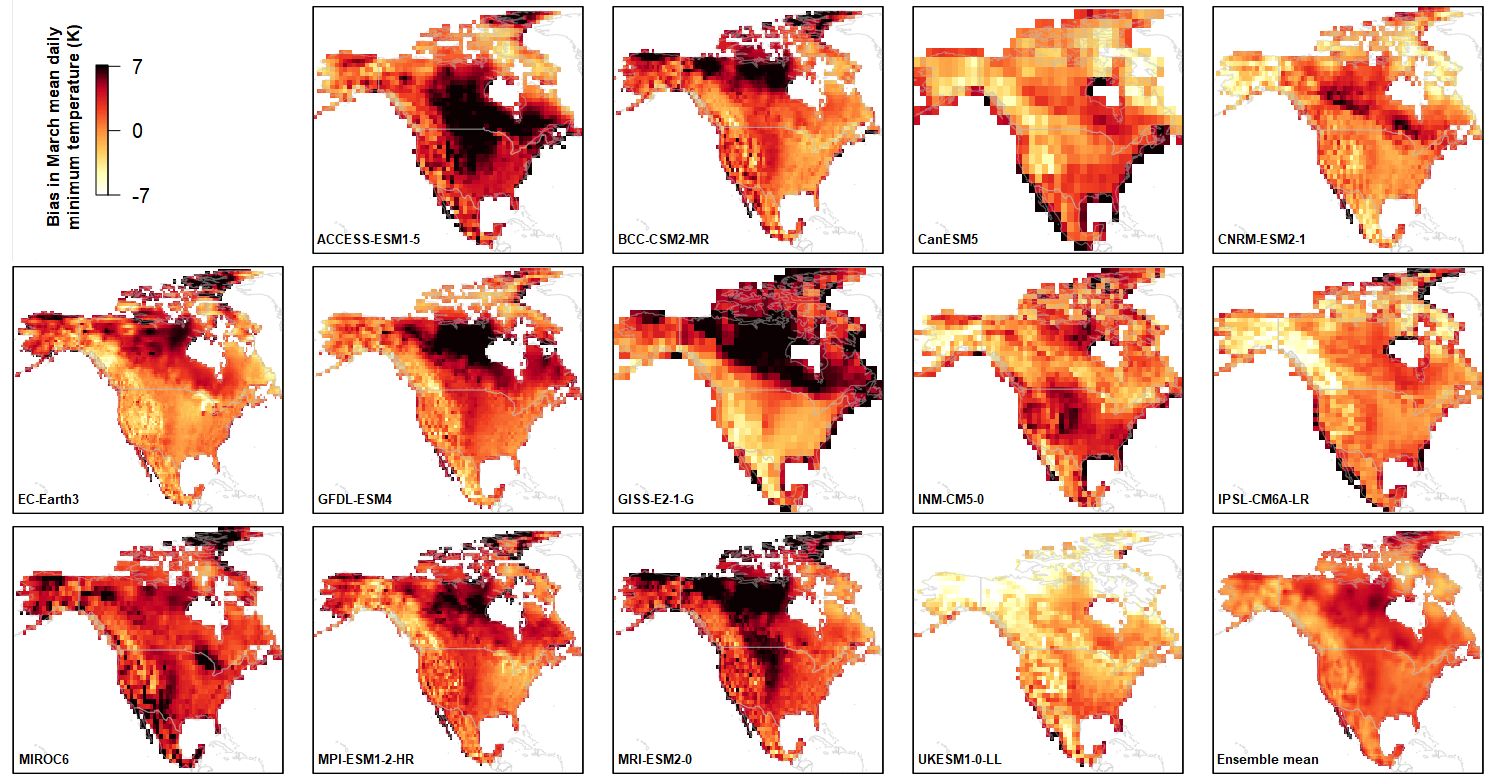 Bias in March mean daily
minimum temperature (K)
7
0
-7
ACCESS-ESM1-5
BCC-CSM2-MR
CanESM5
CNRM-ESM2-1
EC-Earth3
GFDL-ESM4
GISS-E2-1-G
INM-CM5-0
IPSL-CM6A-LR
MIROC6
MPI-ESM1-2-HR
MRI-ESM2-0
UKESM1-0-LL
Ensemble mean